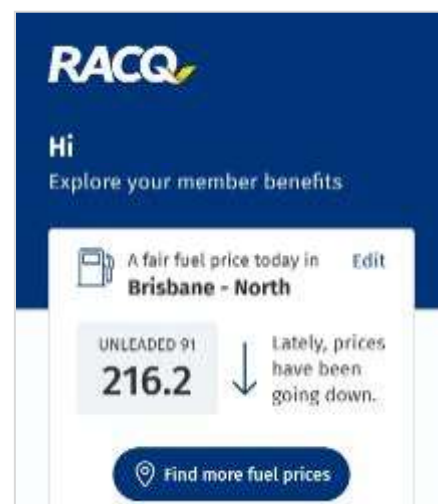 RACQ
Hi
Explore your member benefits
A fair fuel price today in
Edit
Brisbane - North
UNLEADED 91
216.2
Lately, prices
have been
going down.
Find more fuel prices